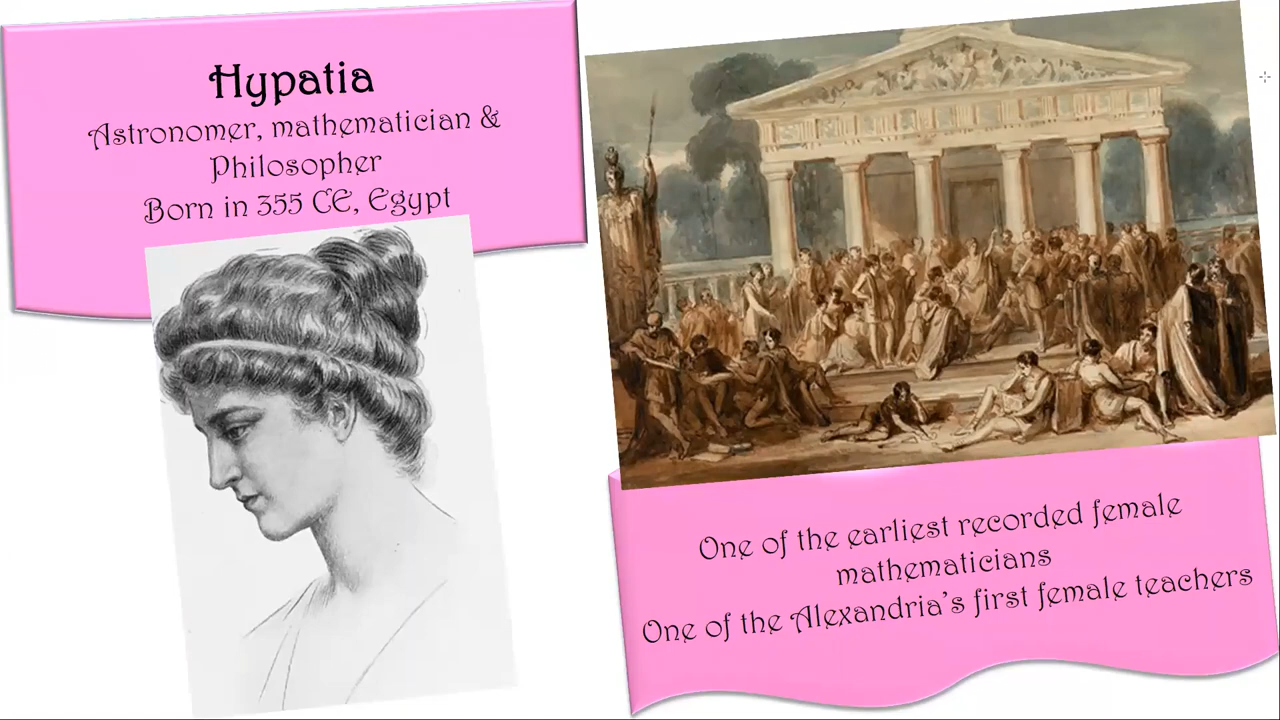 Hypatia
Astronomer, mathematician &
Philosopher
Born in 355 CE, Egypt
One of the earliest recorded female
mathematicians
One of the Alexandria's first female teachers